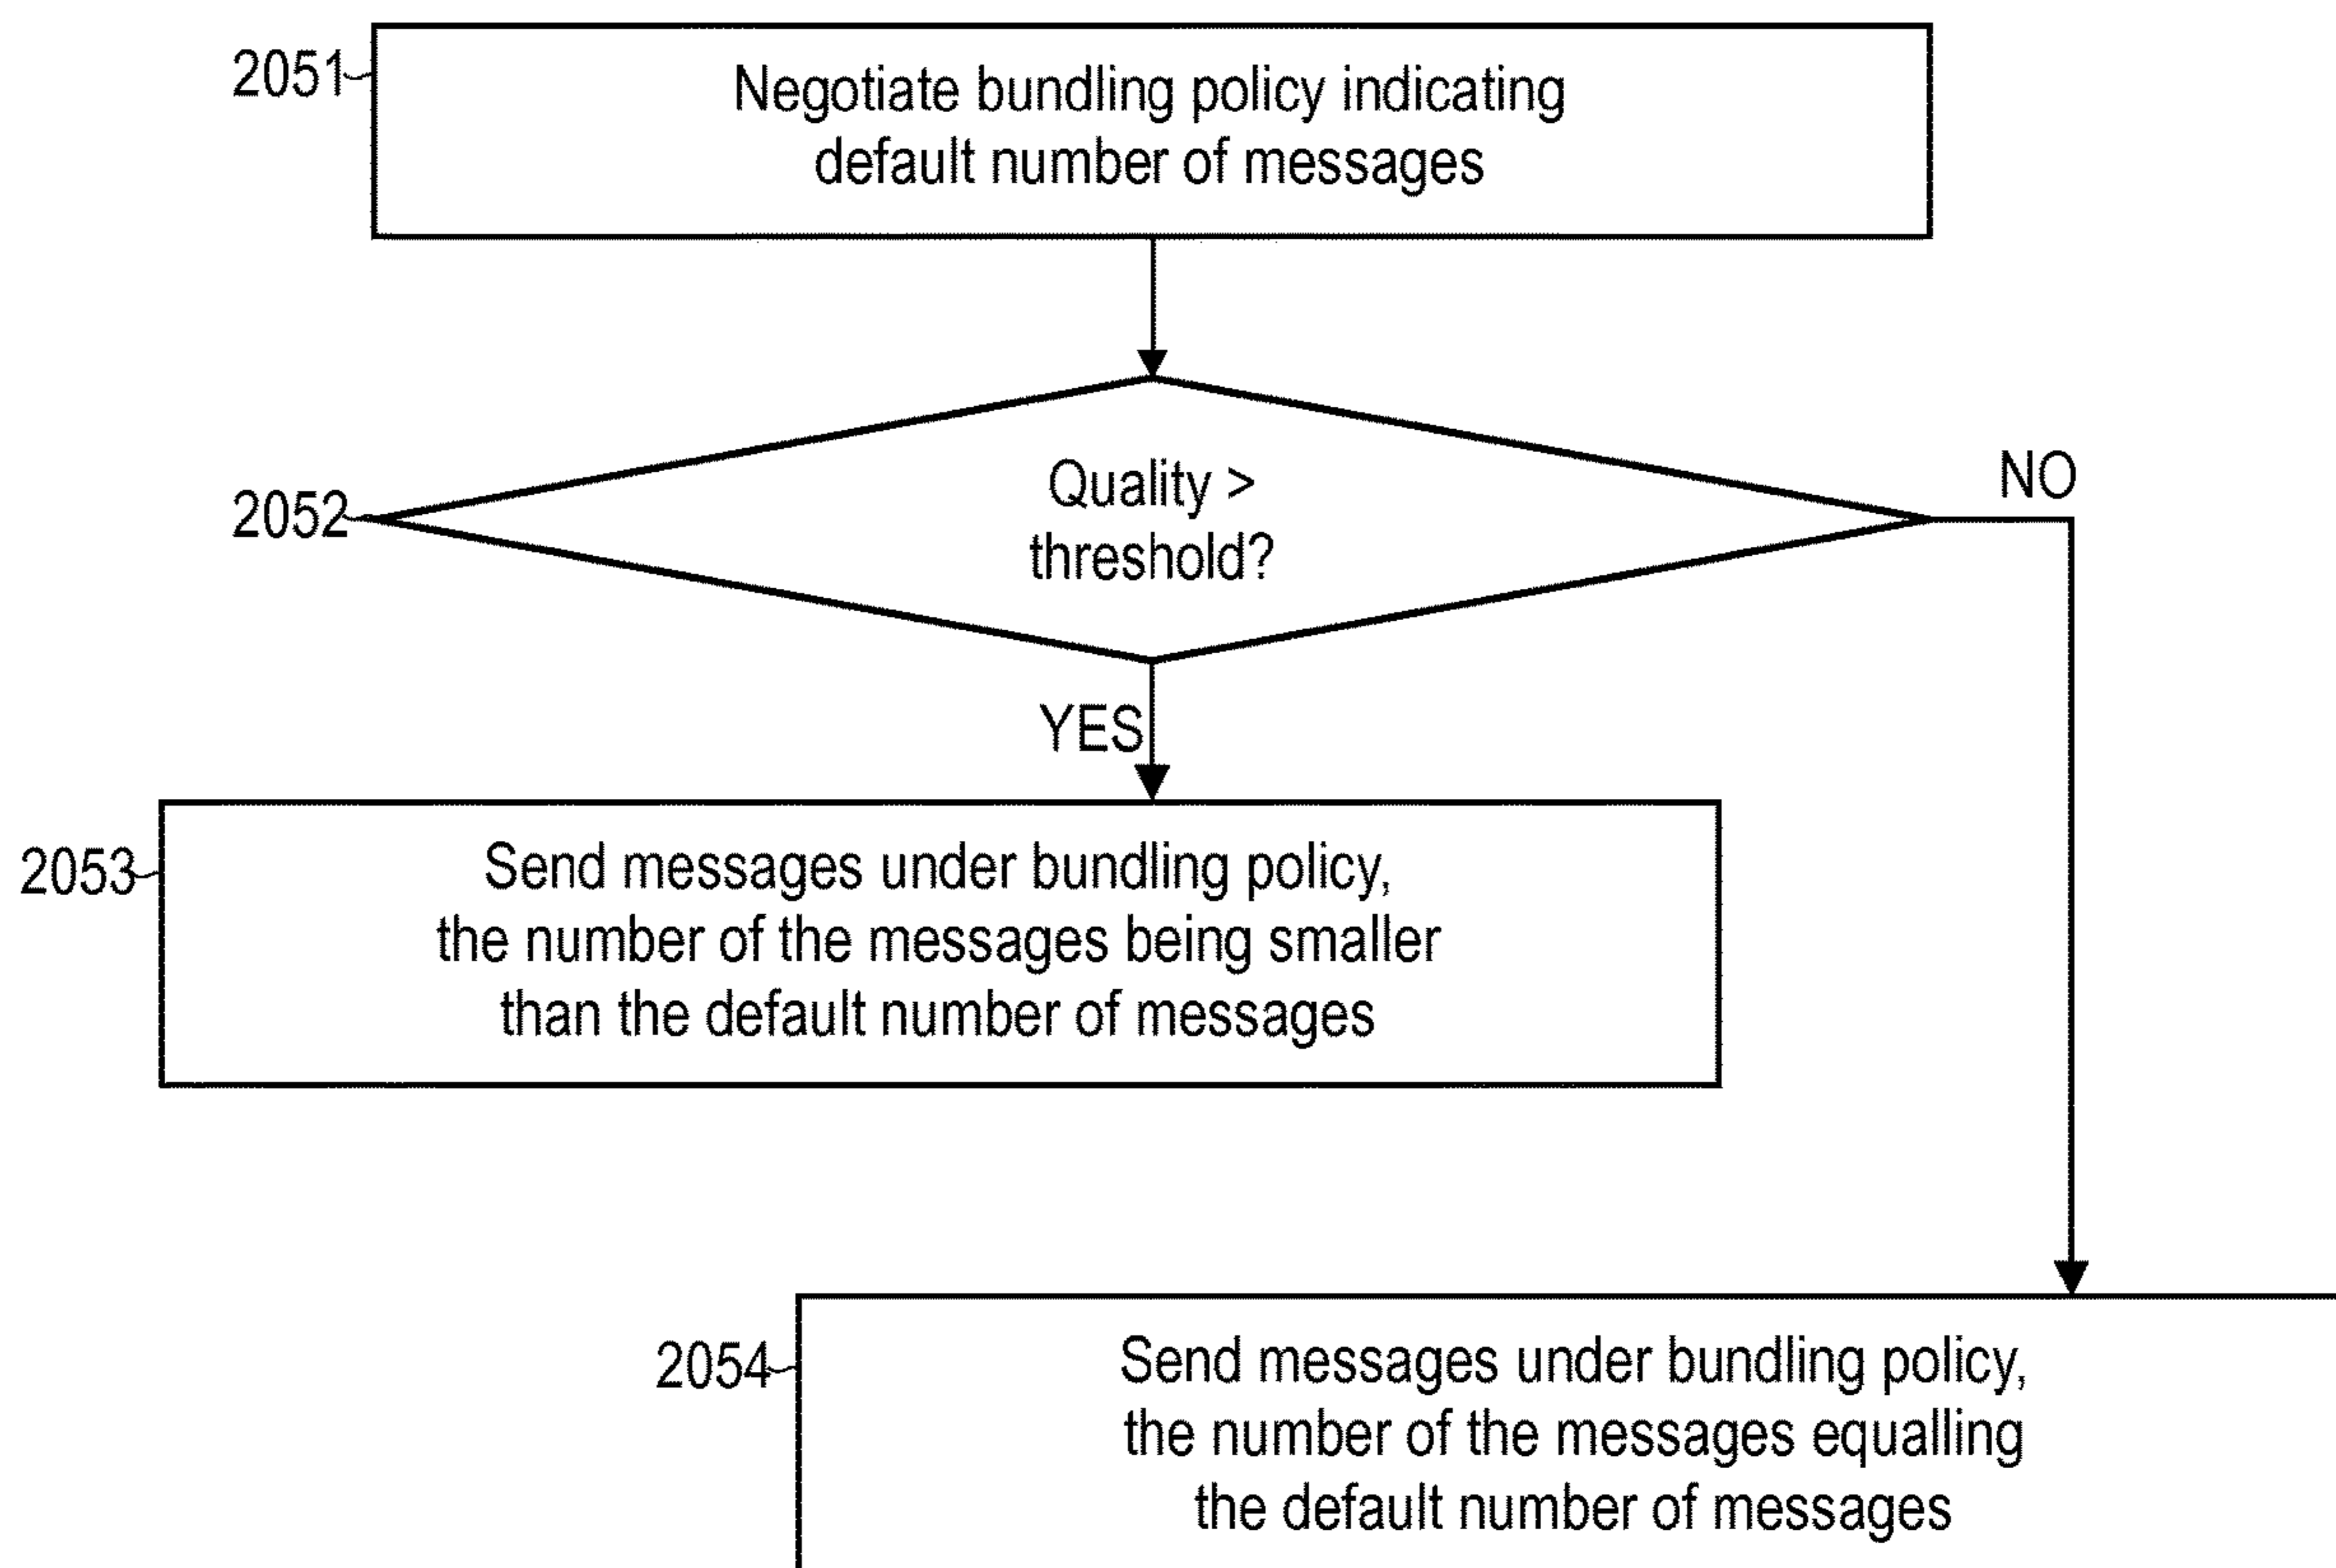 2051
Negotiate bundling policy indicating
default number of messages
2052
Quality >
threshold?
NO
YES
2053
Send messages under bundling policy,
the number of the messages being smaller
than the default number of messages
2054
Send messages under bundling policy,
the number of the messages equalling
the default number of messages